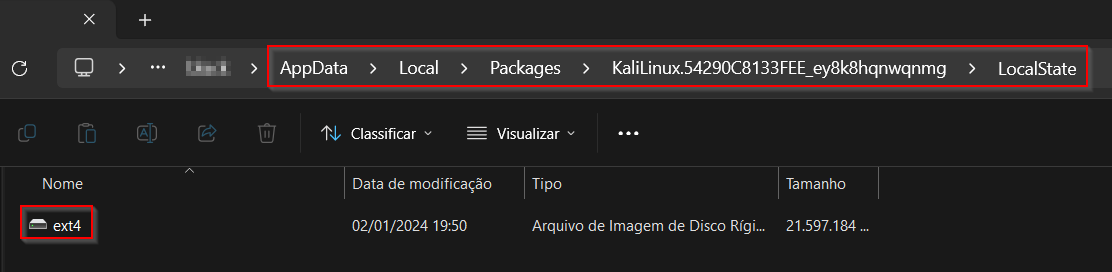 AppData > Local > Packages > KaliLinux.54290C8133FEE_ey8k8hqnwqnmg > LocalState
Classificar Visualizar
Nome Data de modificação Tipo Tamanho
ext4 02/01/2024 19:50 Arquivo de Imagem de Disco Rígi... 21.597.184 ...